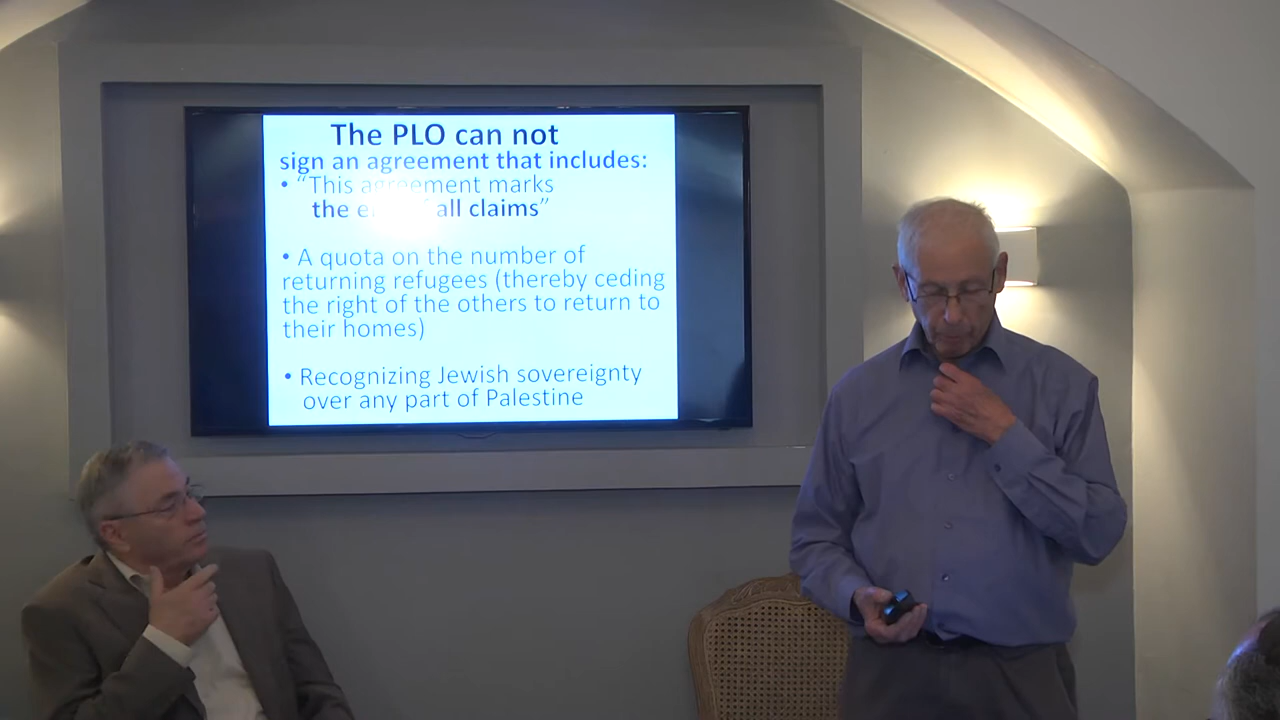 The PLO can not
sign an agreement that includes:
• “This agreement marks
the end of all claims”
• A quota on the number of
returning refugees (thereby ceding
the right of the others to return to
their homes)
• Recognizing Jewish sovereignty
over any part of Palestine